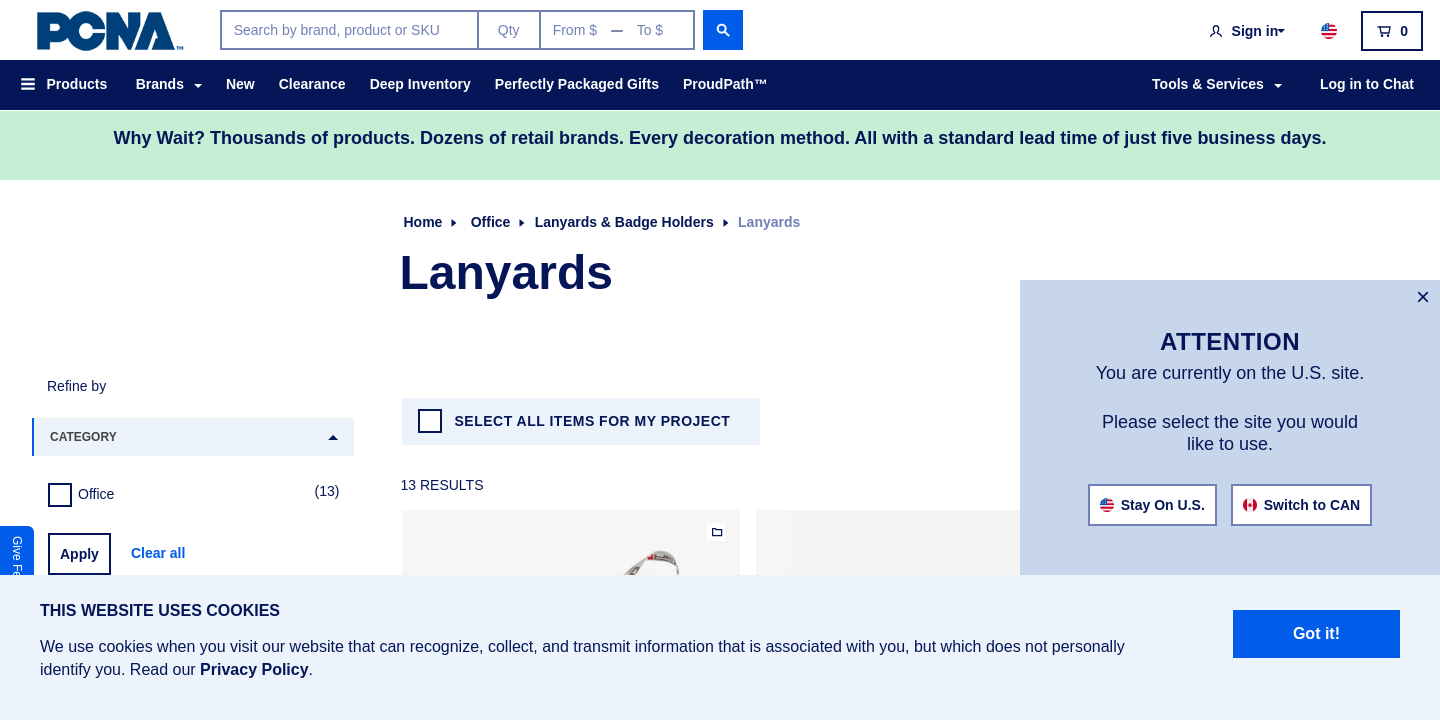 PCNA™
Search by brand, product or SKU
Qty
From $ — To $
Sign in
0
Products
Brands
New
Clearance
Deep Inventory
Perfectly Packaged Gifts
ProudPath™
Tools & Services
Log in to Chat
Why Wait? Thousands of products. Dozens of retail brands. Every decoration method. All with a standard lead time of just five business days.
Home
Office
Lanyards & Badge Holders
Lanyards
Lanyards
×
ATTENTION
You are currently on the U.S. site.
Please select the site you would
like to use.
Stay On U.S.
Switch to CAN
Refine by
CATEGORY
Office
(13)
Apply
Clear all
Give
SELECT ALL ITEMS FOR MY PROJECT
13 RESULTS
THIS WEBSITE USES COOKIES
We use cookies when you visit our website that can recognize, collect, and transmit information that is associated with you, but which does not personally
identify you. Read our Privacy Policy.
Got it!